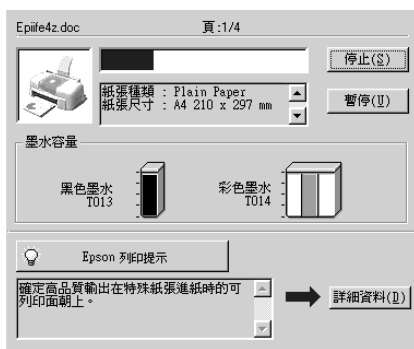 Epiife4z.doc 頁:1/4
停止(S)
紙張種類 : Plain Paper
紙張尺寸 : A4 210 x 297 mm
暫停(U)
墨水容量
黑色墨水
T013
彩色墨水
T014
Epson 列印提示
確定高品質輸出在特殊紙張進紙時的可
列印面朝上。
詳細資料(D)